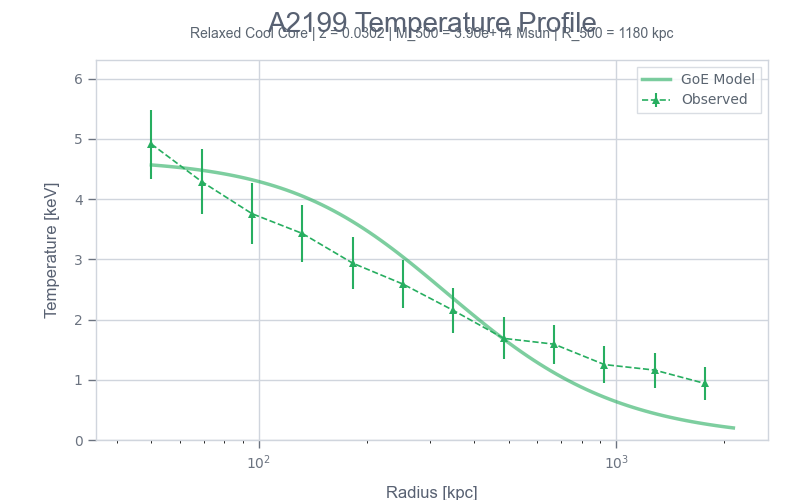 A2199 Temperature Profile
Relaxed Cool Core | z = 0.0302 | M_500 = 3.90e+14 Msun | R_500 = 1180 kpc
GoE Model
Observed
6
5
4
3
2
1
0
Temperature [keV]
10²
10³
Radius [kpc]